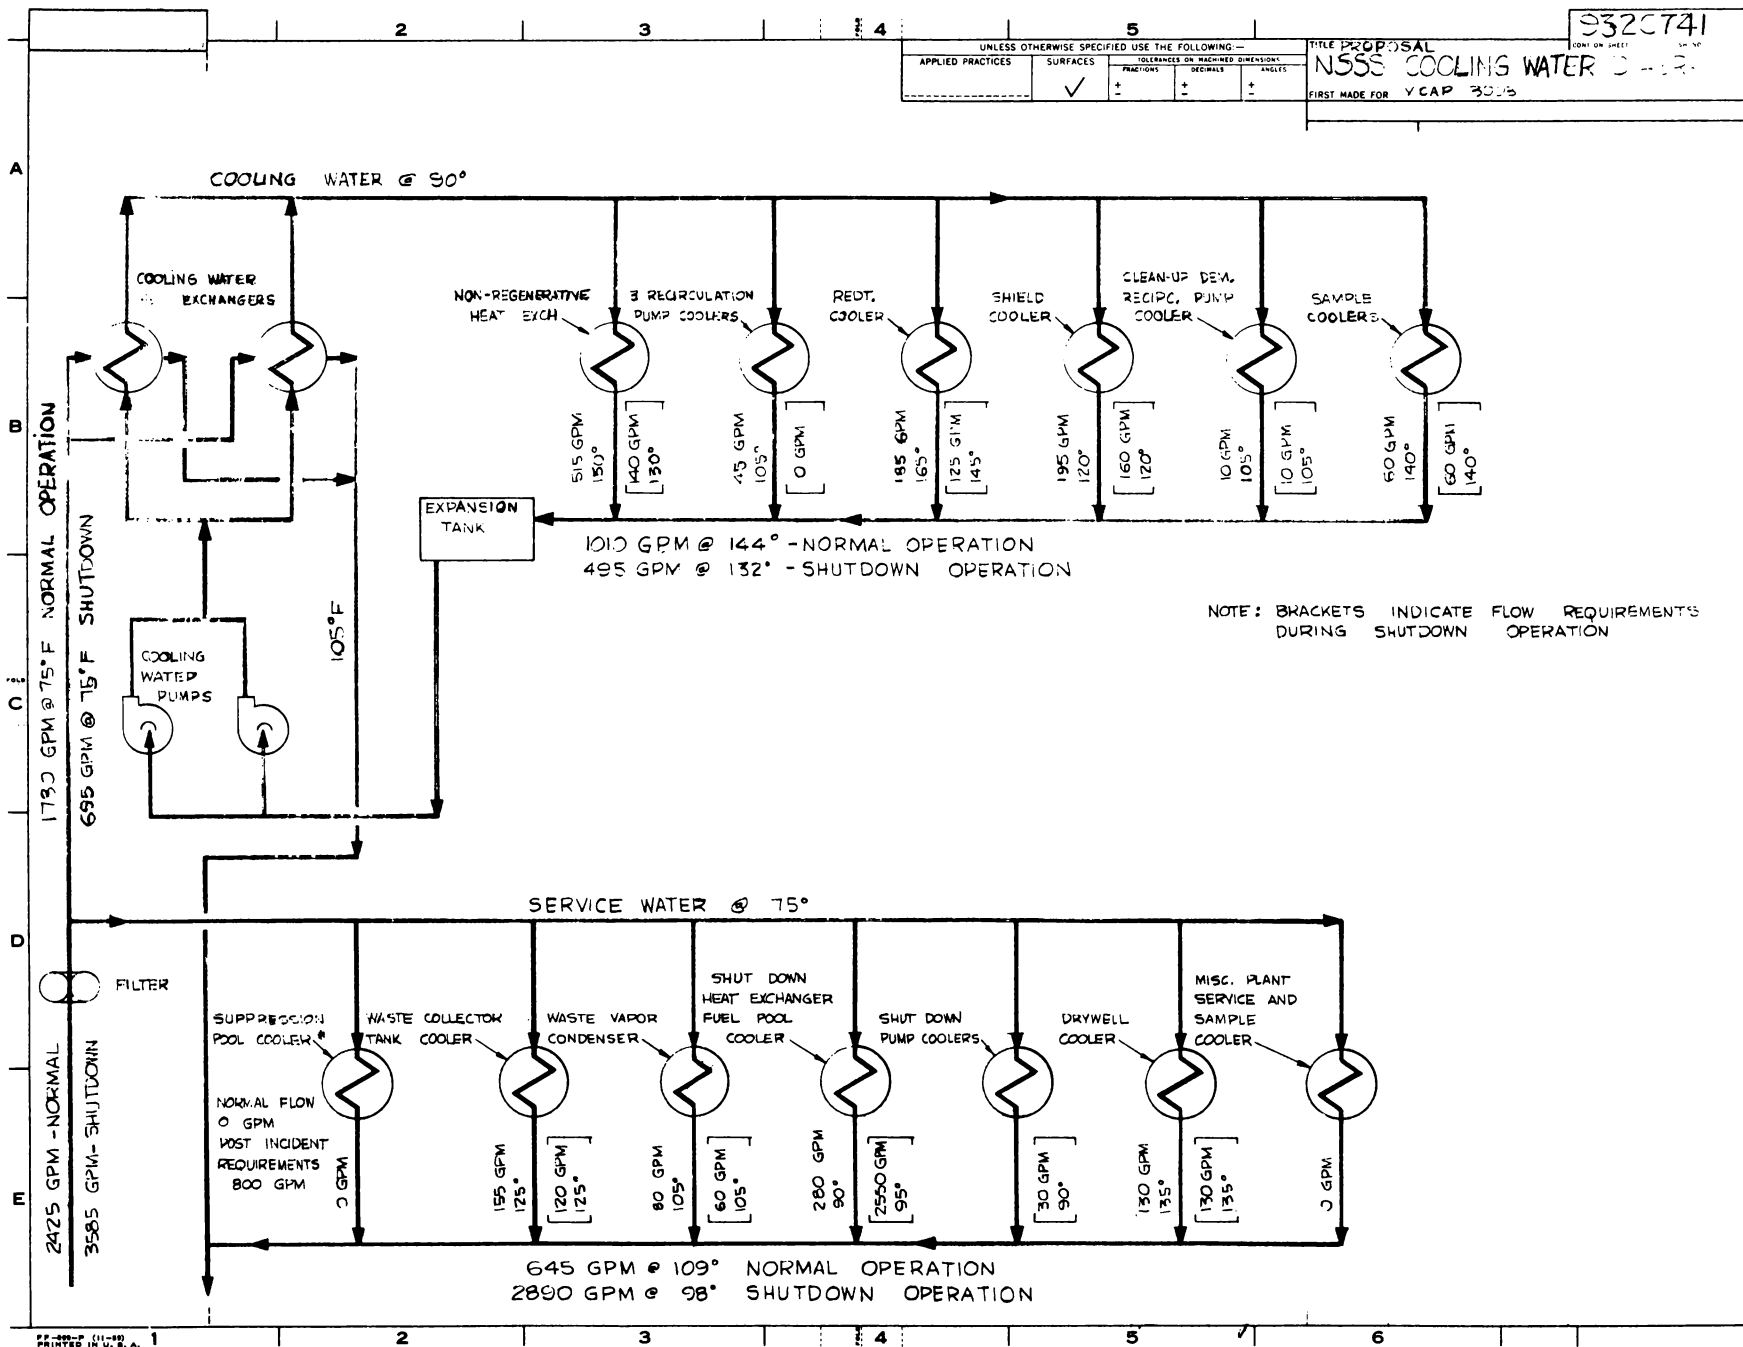 2
3
4
5
932C741
CONT ON SHEET
SH NO
UNLESS OTHERWISE SPECIFIED USE THE FOLLOWING:—
APPLIED PRACTICES
SURFACES
TOLERANCES ON MACHINED DIMENSIONS
FRACTIONS
DECIMALS
ANGLES
√
±
±
±
TITLE PROPOSAL
NSSS COOLING WATER
FIRST MADE FOR VCAP
A
B
C
D
E
COOLING WATER @ 90°
COOLING WATER
EXCHANGERS
NON-REGENERATIVE
HEAT EXCH
3 RECIRCULATION
PUMP COOLERS
REDT.
COOLER
SHIELD
COOLER
CLEAN-UP DEM.
RECIRC. PUMP
COOLER
SAMPLE
COOLERS
515 GPM
150°
[140 GPM
130°]
45 GPM
105°
[0 GPM]
185 GPM
165°
[125 GPM
145°]
195 GPM
120°
[160 GPM
120°]
10 GPM
105°
[10 GPM
105°]
60 GPM
140°
[60 GPM
140°]
EXPANSION
TANK
1010 GPM @ 144° - NORMAL OPERATION
495 GPM @ 132° - SHUTDOWN OPERATION
NOTE: BRACKETS INDICATE FLOW REQUIREMENTS
DURING SHUTDOWN OPERATION
1730 GPM @ 75°F NORMAL OPERATION
695 GPM @ 75°F SHUTDOWN
105°F
COOLING
WATER
PUMPS
SERVICE WATER @ 75°
FILTER
SUPPRESSION
POOL COOLER*
WASTE COLLECTOR
TANK COOLER
WASTE VAPOR
CONDENSER
SHUT DOWN
HEAT EXCHANGER
FUEL POOL
COOLER
SHUT DOWN
PUMP COOLERS
DRYWELL
COOLER
MISC. PLANT
SERVICE AND
SAMPLE
COOLER
2425 GPM - NORMAL
3585 GPM - SHUTDOWN
NORMAL FLOW
0 GPM
POST INCIDENT
REQUIREMENTS
800 GPM
0 GPM
155 GPM
125°
[120 GPM
125°]
80 GPM
105°
[60 GPM
105°]
280 GPM
90°
[2550 GPM
95°]
[30 GPM
90°]
130 GPM
135°
[130 GPM
135°]
0 GPM
645 GPM @ 109° NORMAL OPERATION
2890 GPM @ 98° SHUTDOWN OPERATION
PRINTED IN U.S.A.
1
2
3
4
5
6